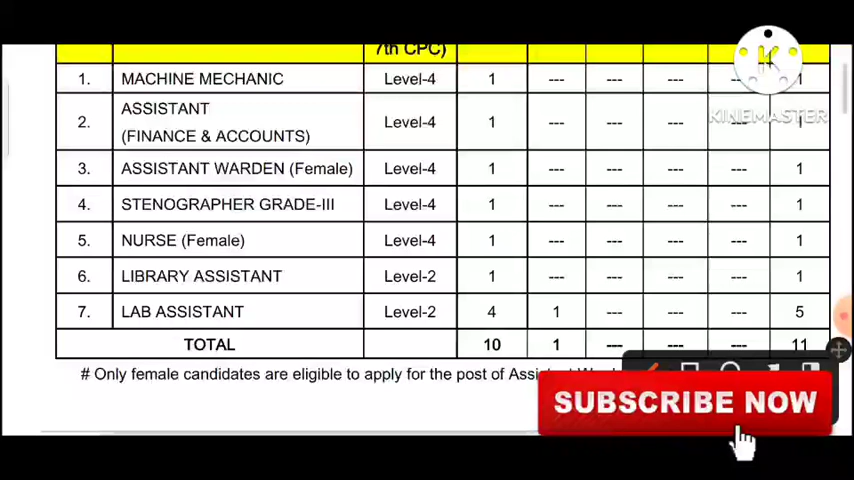 7th CPC)
1. MACHINE MECHANIC Level-4 1 --- --- --- --- 1
2. ASSISTANT (FINANCE & ACCOUNTS) Level-4 1 --- --- --- --- 1
3. ASSISTANT WARDEN (Female) Level-4 1 --- --- --- --- 1
4. STENOGRAPHER GRADE-III Level-4 1 --- --- --- --- 1
5. NURSE (Female) Level-4 1 --- --- --- --- 1
6. LIBRARY ASSISTANT Level-2 1 --- --- --- --- 1
7. LAB ASSISTANT Level-2 4 1 --- --- --- 5
TOTAL 10 1 --- --- --- 11
# Only female candidates are eligible to apply for the post of
K
KINEMASTER
SUBSCRIBE NOW